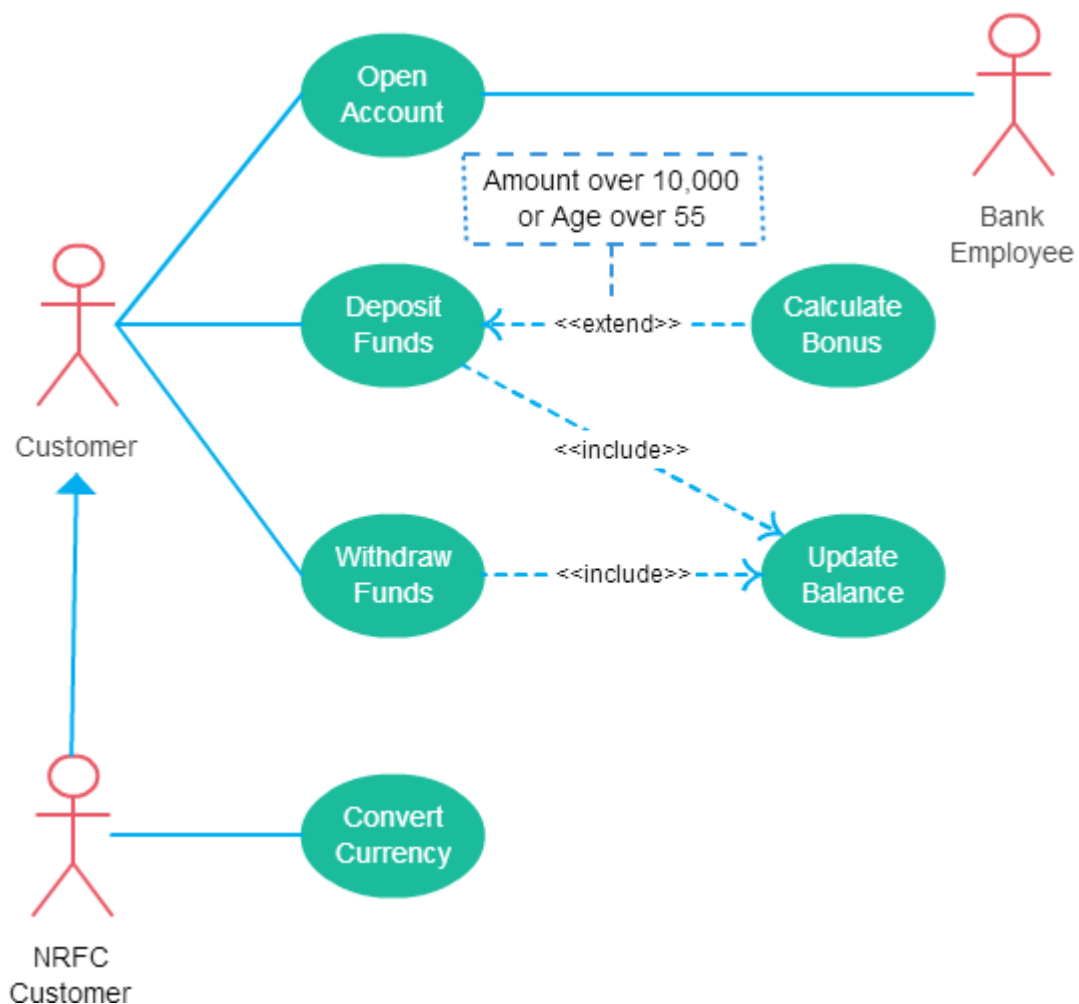 Open
Account
Amount over 10,000
or Age over 55
Bank
Employee
Deposit
Funds
<<extend>>
Calculate
Bonus
Customer
<<include>>
Withdraw
Funds
<<include>>
Update
Balance
Convert
Currency
NRFC
Customer